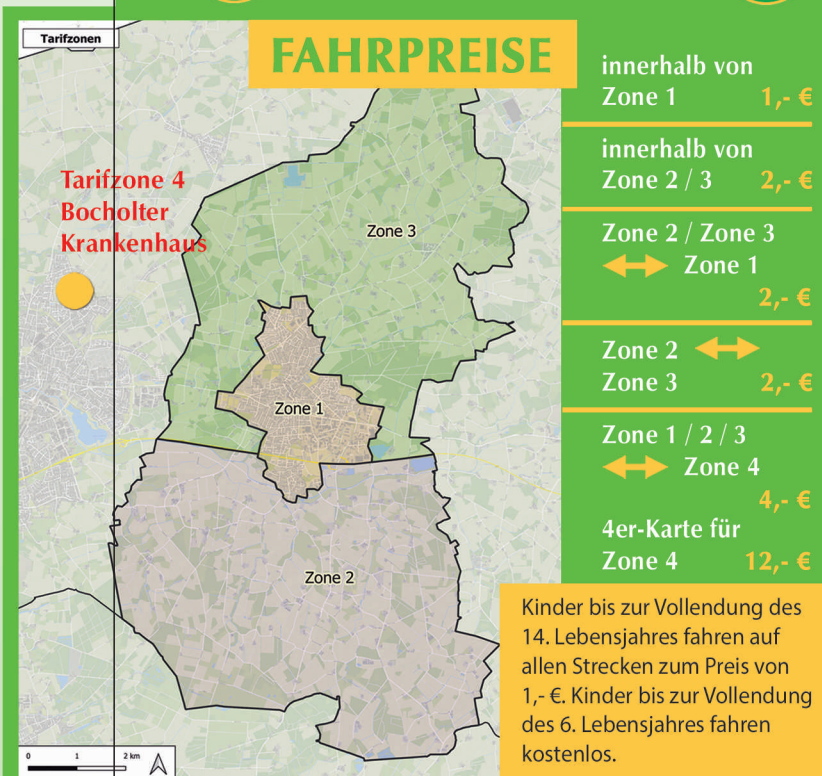 Tarifzonen
FAHRPREISE
Tarifzone 4
Bocholter
Krankenhaus
Zone 3
Zone 1
Zone 2
0 1 2 km
innerhalb von
Zone 1 1,- €
innerhalb von
Zone 2 / 3 2,- €
Zone 2 / Zone 3
Zone 1
2,- €
Zone 2
Zone 3 2,- €
Zone 1 / 2 / 3
Zone 4
4,- €
4er-Karte für
Zone 4 12,- €
Kinder bis zur Vollendung des
14. Lebensjahres fahren auf
allen Strecken zum Preis von
1,- €. Kinder bis zur Vollendung
des 6. Lebensjahres fahren
kostenlos.